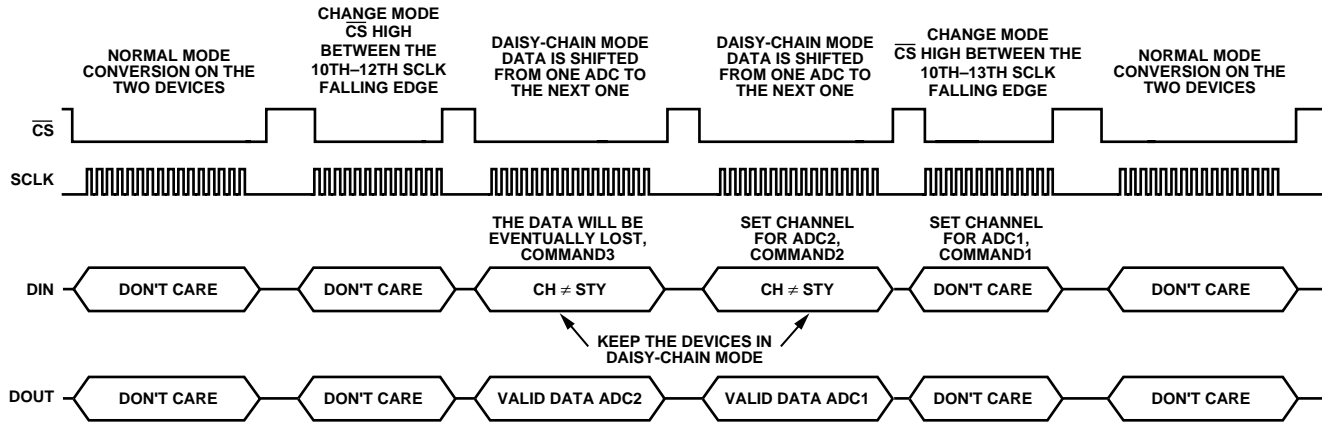 NORMAL MODE
CONVERSION ON THE
TWO DEVICES
CHANGE MODE
CS HIGH
BETWEEN THE
10TH–12TH SCLK
FALLING EDGE
DAISY-CHAIN MODE
DATA IS SHIFTED
FROM ONE ADC TO
THE NEXT ONE
DAISY-CHAIN MODE
DATA IS SHIFTED
FROM ONE ADC TO
THE NEXT ONE
CHANGE MODE
CS HIGH BETWEEN THE
10TH–13TH SCLK
FALLING EDGE
NORMAL MODE
CONVERSION ON THE
TWO DEVICES
CS
SCLK
THE DATA WILL BE
EVENTUALLY LOST,
COMMAND3
SET CHANNEL
FOR ADC2,
COMMAND2
SET CHANNEL
FOR ADC1,
COMMAND1
DIN
DON'T CARE
DON'T CARE
CH ≠ STY
CH ≠ STY
DON'T CARE
DON'T CARE
KEEP THE DEVICES IN
DAISY-CHAIN MODE
DOUT
DON'T CARE
DON'T CARE
VALID DATA ADC2
VALID DATA ADC1
DON'T CARE
DON'T CARE